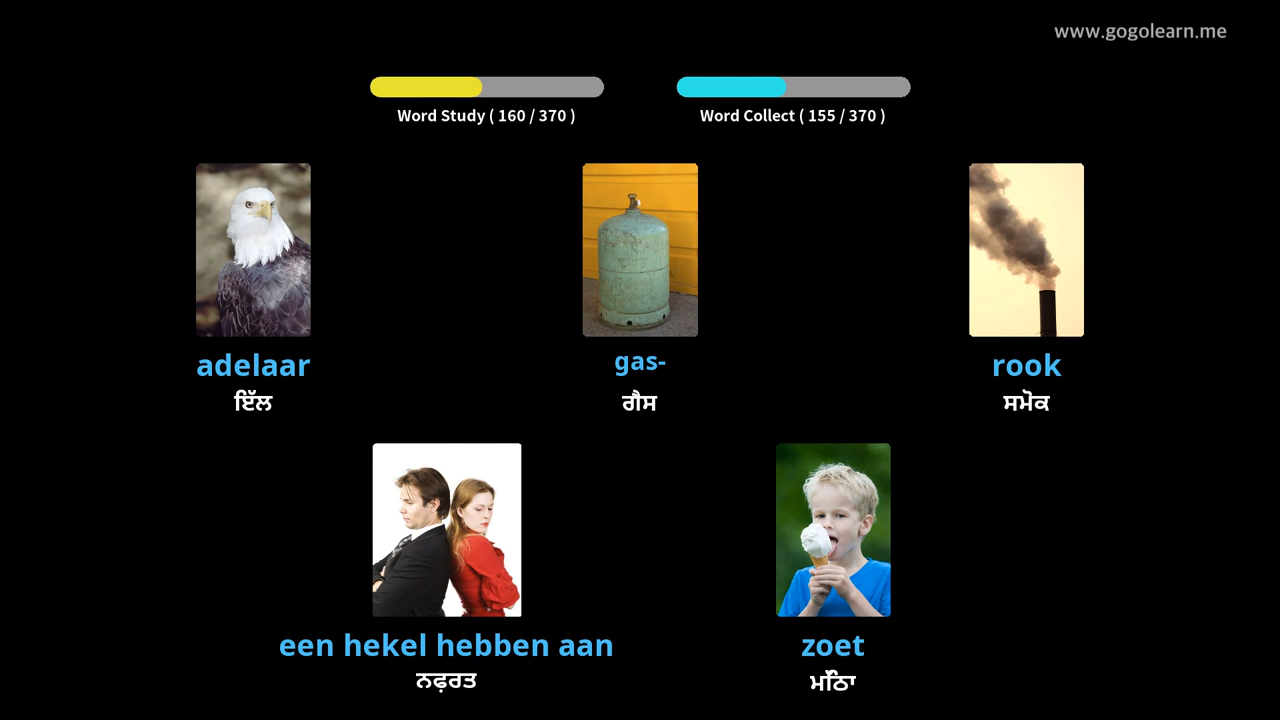 www.gogolearn.me
Word Study ( 160 / 370 )
Word Collect ( 155 / 370 )
adelaar
ਇੱਲ
gas-
ਗੈਸ
rook
ਸਮੋਕ
een hekel hebben aan
ਨਫ਼ਰਤ
zoet
ਮਿੱਠਾ